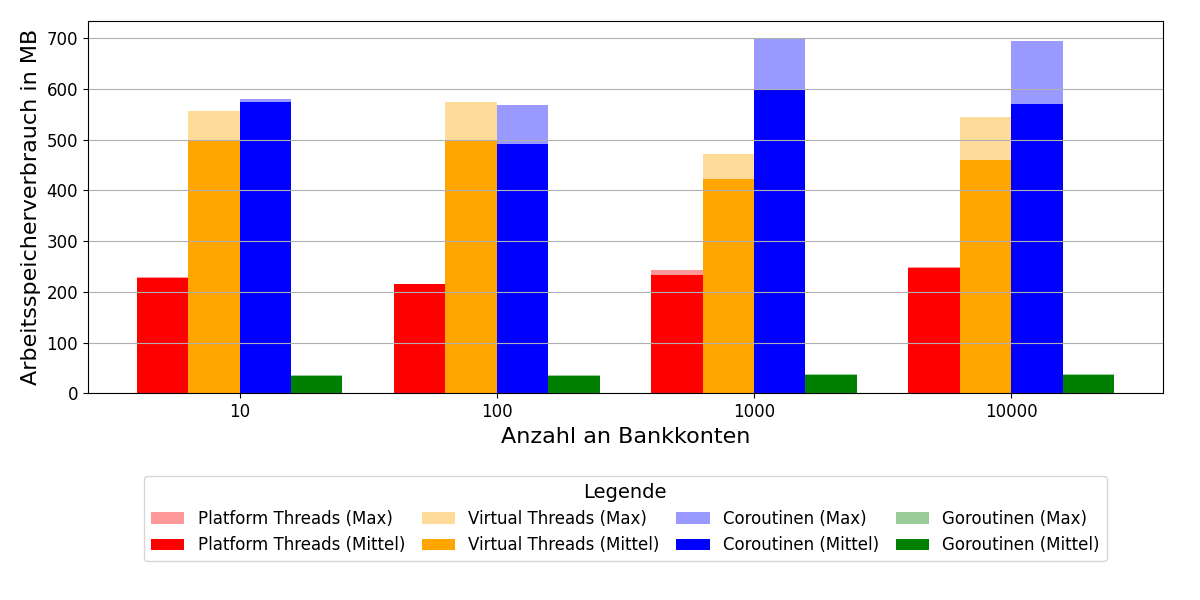 Arbeitsspeicherverbrauch in MB
700
600
500
400
300
200
100
0
10 100 1000 10000
Anzahl an Bankkonten
Legende
Platform Threads (Max) Virtual Threads (Max) Coroutinen (Max) Goroutinen (Max)
Platform Threads (Mittel) Virtual Threads (Mittel) Coroutinen (Mittel) Goroutinen (Mittel)